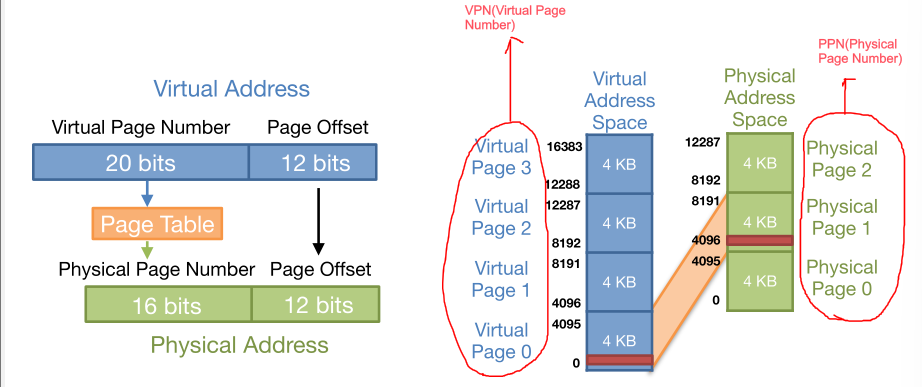 VPN(Virtual Page
Number)
PPN(Physical
Page Number)
Virtual Address
Virtual Page Number
Page Offset
20 bits
12 bits
Page Table
Physical Page Number
Page Offset
16 bits
12 bits
Physical Address
Virtual
Address
Space
Virtual
Page 3
16383
4 KB
12288
Virtual
Page 2
12287
4 KB
8192
Virtual
Page 1
8191
4 KB
4096
Virtual
Page 0
4095
4 KB
0
Physical
Address
Space
12287
4 KB
Physical
Page 2
8192
8191
4 KB
Physical
Page 1
4096
4095
4 KB
Physical
Page 0
0